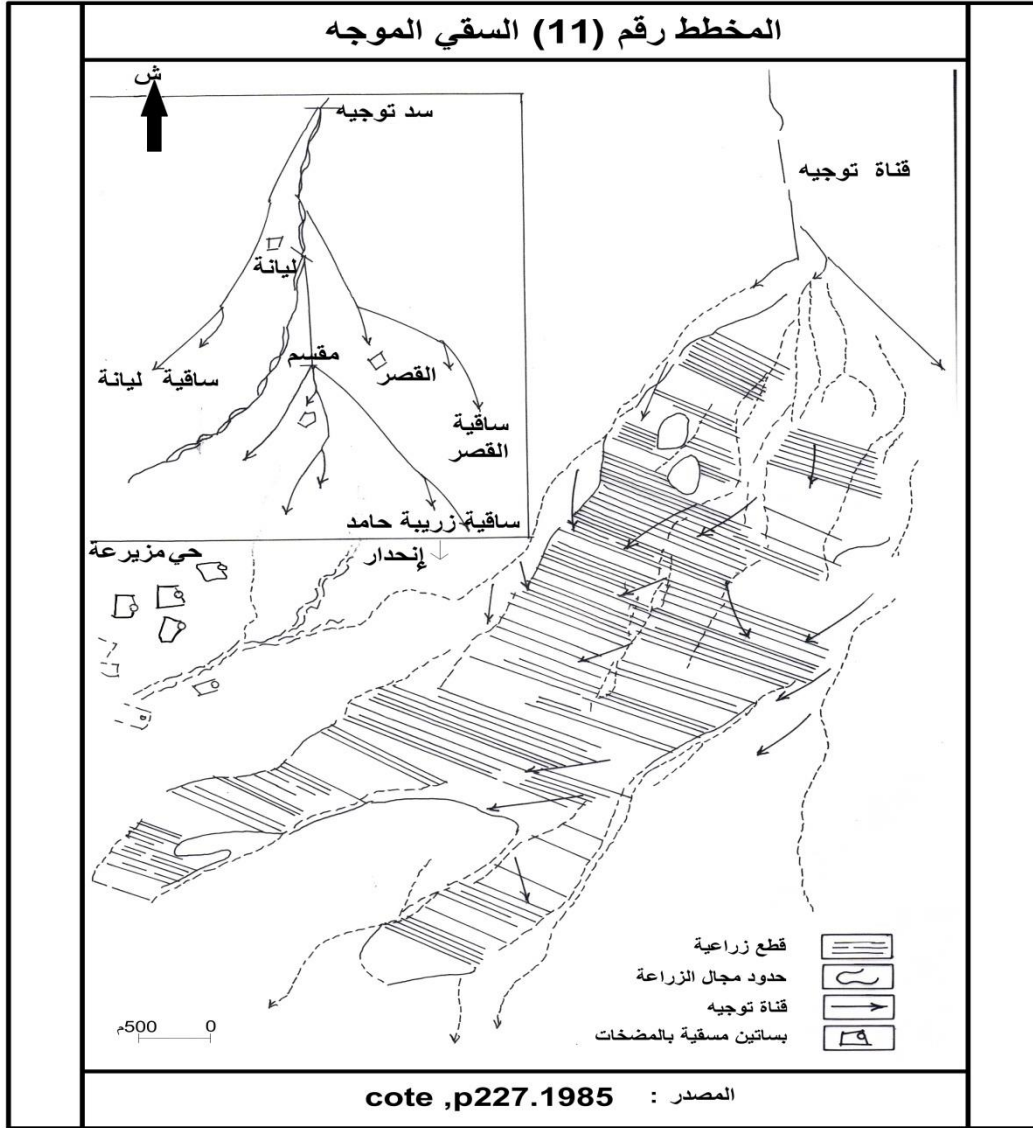 المخطط رقم (11) السقي الموجه
ش
سد توجيه
قناة توجيه
ليانة
مقسم
ساقية ليانة
القصر
ساقية
القصر
ساقية زريبة حامد
حي مزيرعة
إنحدار
قطع زراعية
حدود مجال الزراعة
قناة توجيه
بساتين مسقية بالمضخات
500م
0
المصدر : cote ,p227.1985